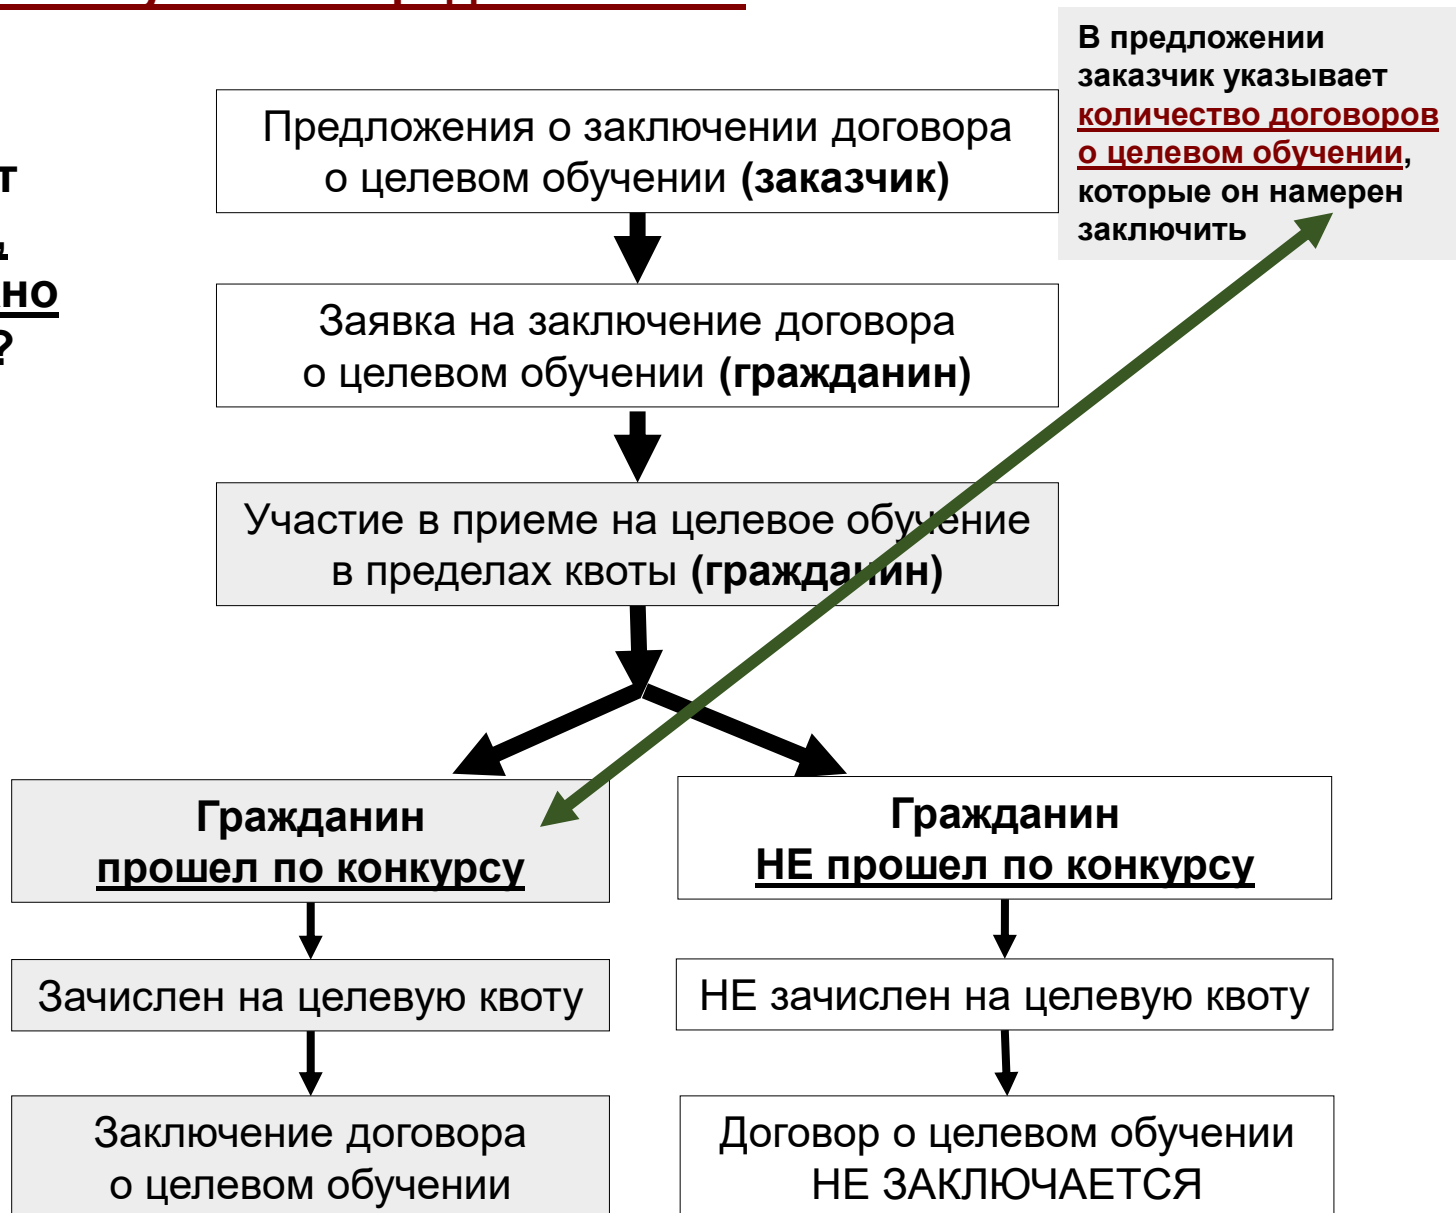 В предложении
заказчик указывает
количество договоров
о целевом обучении,
которые он намерен
заключить
Предложения о заключении договора
о целевом обучении (заказчик)
Заявка на заключение договора
о целевом обучении (гражданин)
Участие в приеме на целевое обучение
в пределах квоты (гражданин)
Гражданин
прошел по конкурсу
Гражданин
НЕ прошел по конкурсу
Зачислен на целевую квоту
НЕ зачислен на целевую квоту
Заключение договора
о целевом обучении
Договор о целевом обучении
НЕ ЗАКЛЮЧАЕТСЯ